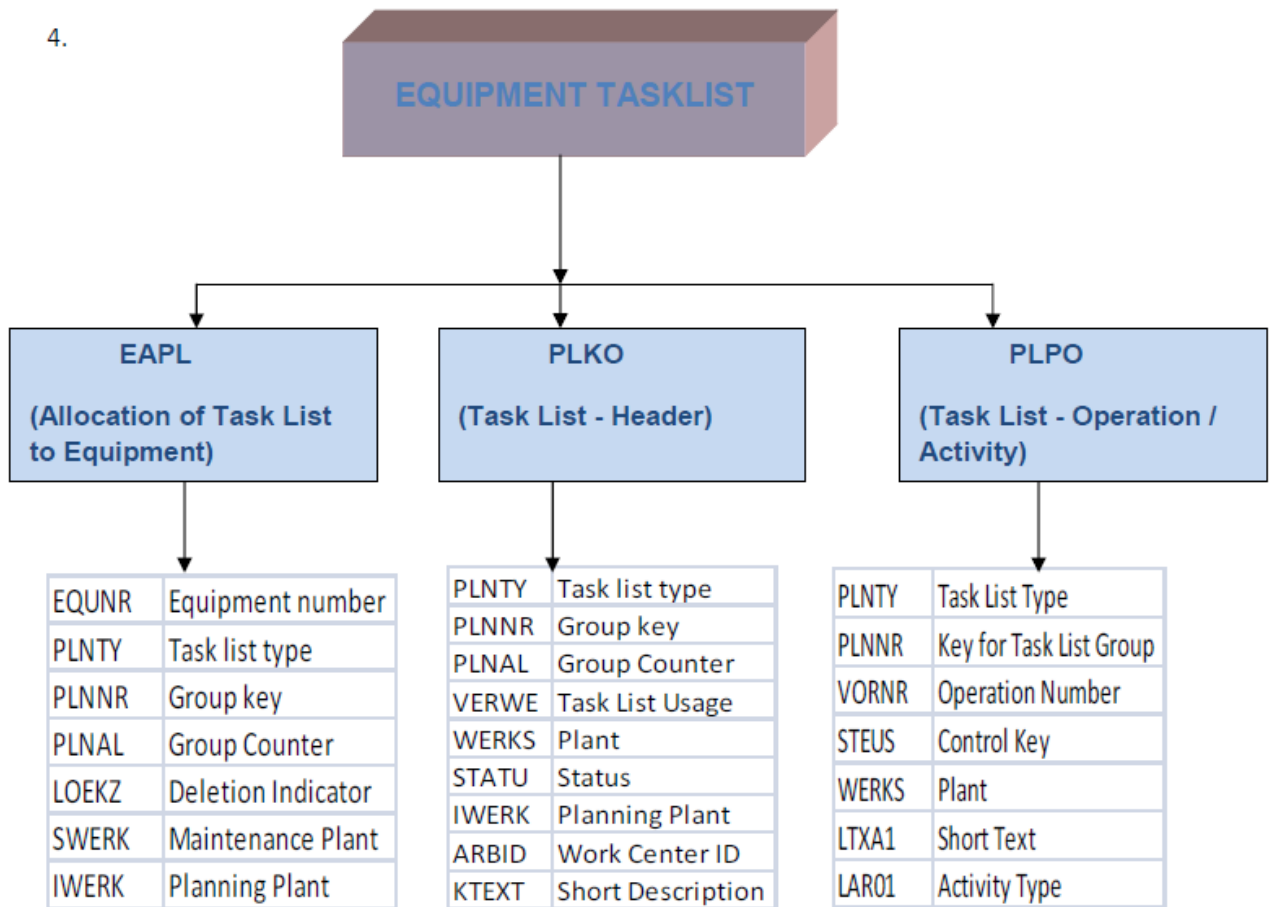 4.
EQUIPMENT TASKLIST
EAPL
(Allocation of Task List
to Equipment)
PLKO
(Task List - Header)
PLPO
(Task List - Operation /
Activity)
EQUNR Equipment number
PLNTY Task list type
PLNNR Group key
PLNAL Group Counter
LOEKZ Deletion Indicator
SWERK Maintenance Plant
IWERK Planning Plant
PLNTY Task list type
PLNNR Group key
PLNAL Group Counter
VERWE Task List Usage
WERKS Plant
STATU Status
IWERK Planning Plant
ARBID Work Center ID
KTEXT Short Description
PLNTY Task List Type
PLNNR Key for Task List Group
VORNR Operation Number
STEUS Control Key
WERKS Plant
LTXA1 Short Text
LAR01 Activity Type